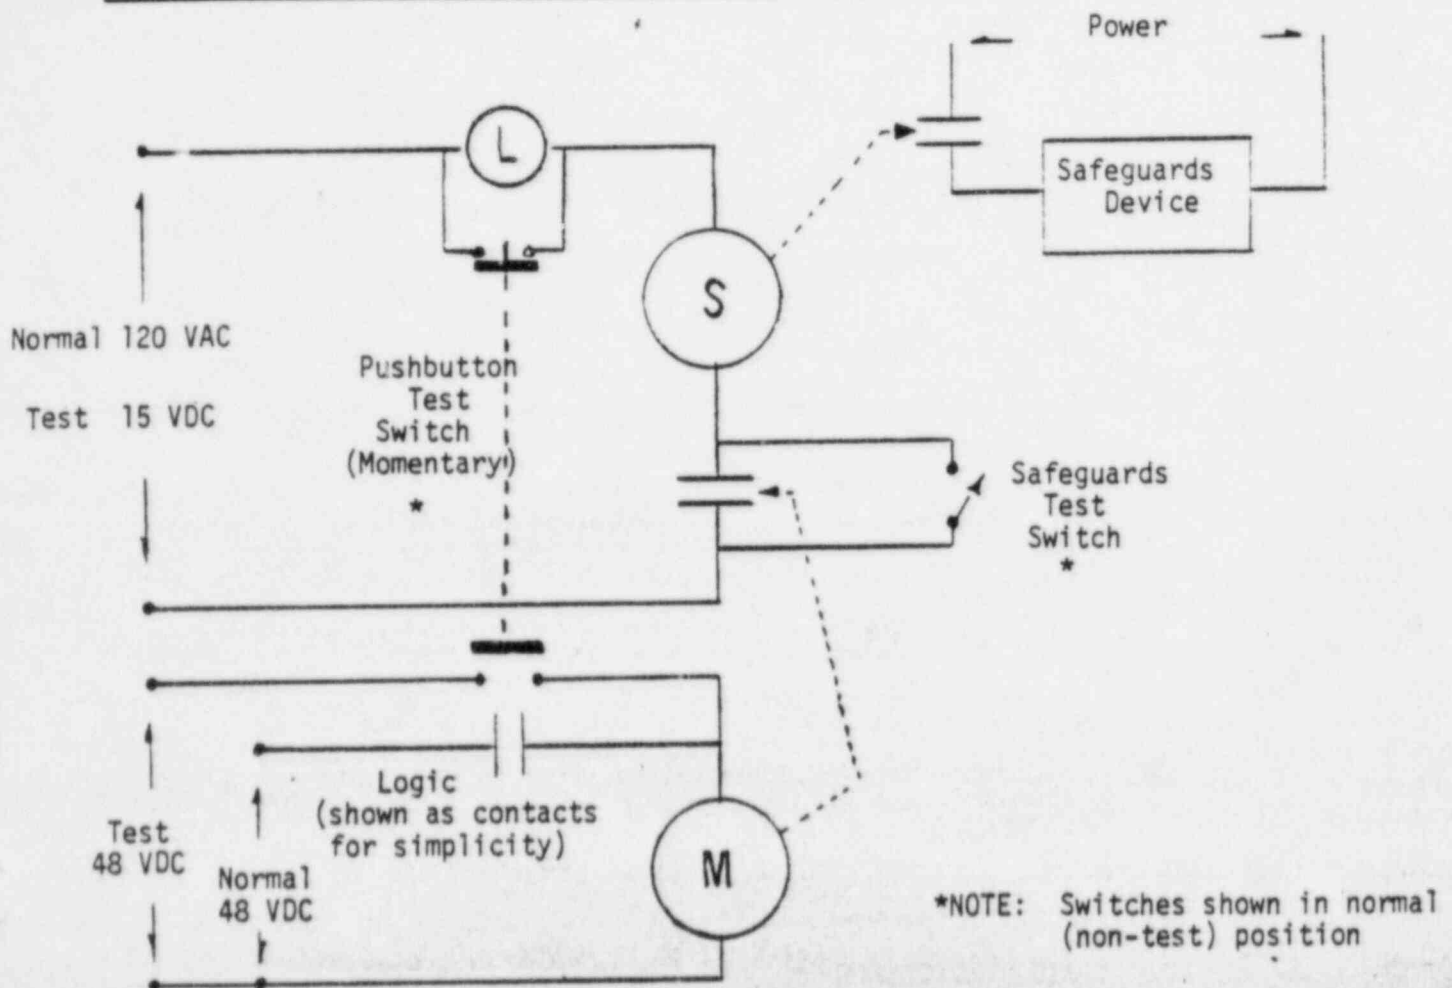 Power
L
Safeguards
Device
S
Normal 120 VAC
Test 15 VDC
Pushbutton
Test
Switch
(Momentary)
*
Safeguards
Test
Switch
*
Logic
(shown as contacts
for simplicity)
Test
48 VDC
Normal
48 VDC
M
*NOTE: Switches shown in normal
(non-test) position